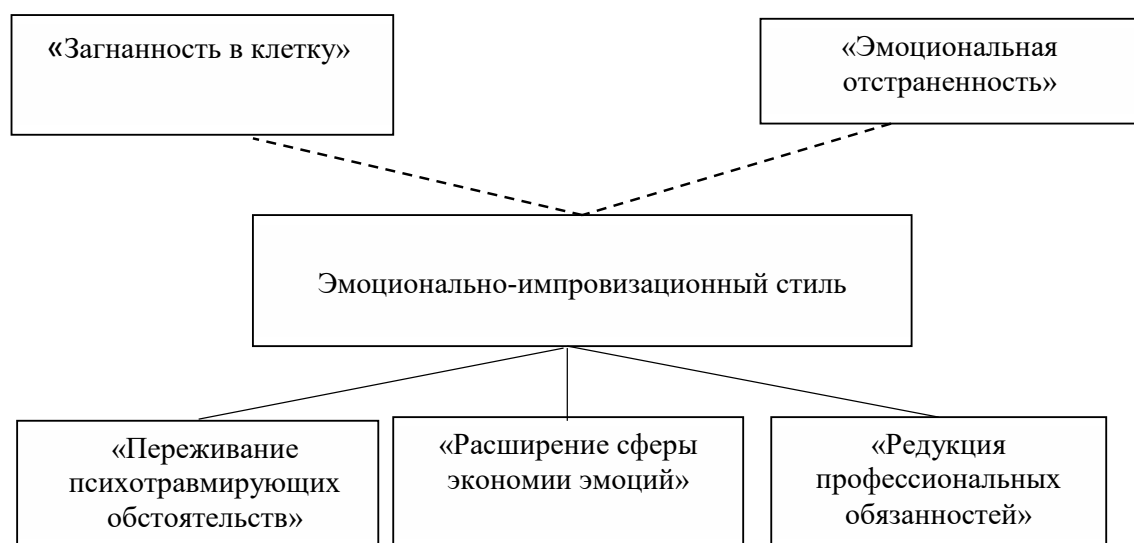 «Загнанность в клетку»
«Эмоциональная
отстраненность»
Эмоционально-импровизационный стиль
«Переживание
психотравмирующих
обстоятельств»
«Расширение сферы
экономии эмоций»
«Редукция
профессиональных
обязанностей»